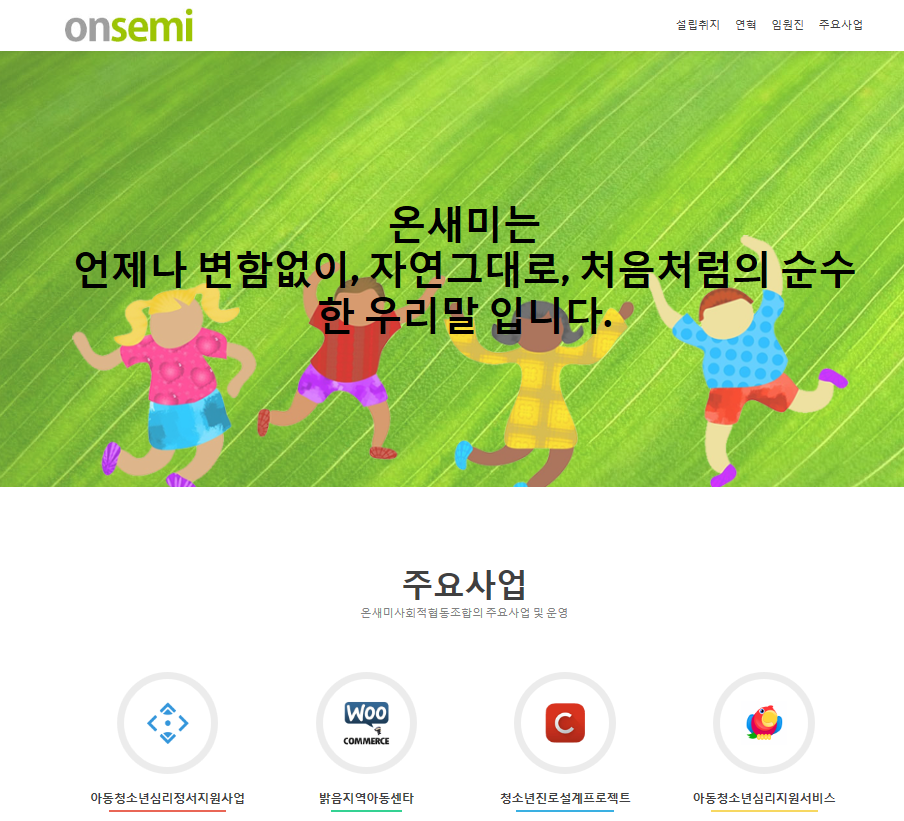 onsemi
설립취지 연혁 임원진 주요사업
온새미는
언제나 변함없이, 자연그대로, 처음처럼의 순수
한 우리말 입니다.
주요사업
온새미사회적협동조합의 주요사업 및 운영
WOO
COMMERCE
C
아동청소년심리정서지원사업
밝음지역아동센타
청소년진로설계프로젝트
아동청소년심리지원서비스